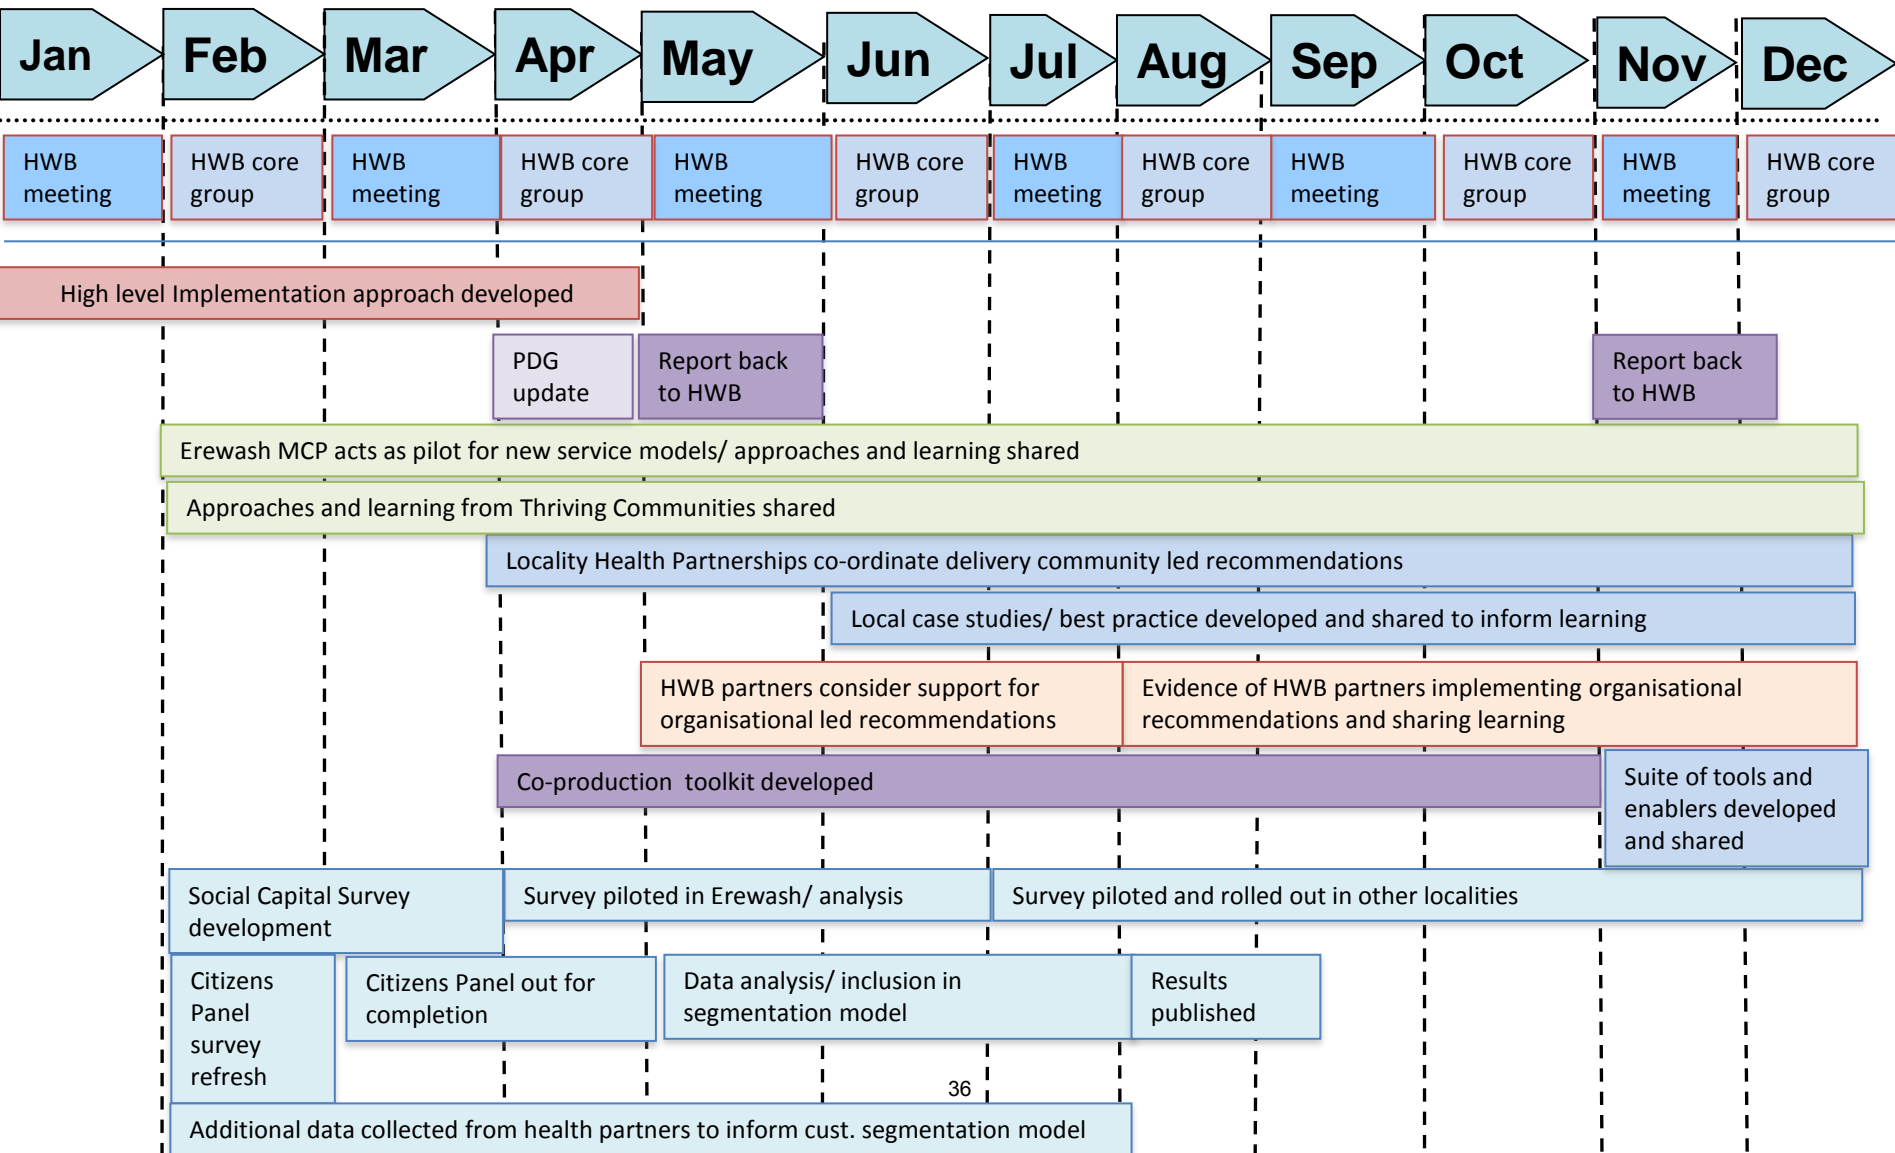 Jan Feb Mar Apr May Jun Jul Aug Sep Oct Nov Dec
HWB
meeting
HWB core
group
HWB
meeting
HWB core
group
HWB
meeting
HWB core
group
HWB
meeting
HWB core
group
HWB
meeting
HWB core
group
HWB
meeting
HWB core
group
High level Implementation approach developed
PDG
update
Report back
to HWB
Report back
to HWB
Erewash MCP acts as pilot for new service models/ approaches and learning shared
Approaches and learning from Thriving Communities shared
Locality Health Partnerships co-ordinate delivery community led recommendations
Local case studies/ best practice developed and shared to inform learning
HWB partners consider support for
organisational led recommendations
Evidence of HWB partners implementing organisational
recommendations and sharing learning
Co-production  toolkit developed
Suite of tools and
enablers developed
and shared
Social Capital Survey
development
Survey piloted in Erewash/ analysis
Survey piloted and rolled out in other localities
Citizens
Panel
survey
refresh
Citizens Panel out for
completion
Data analysis/ inclusion in
segmentation model
Results
published
36
Additional data collected from health partners to inform cust. segmentation model